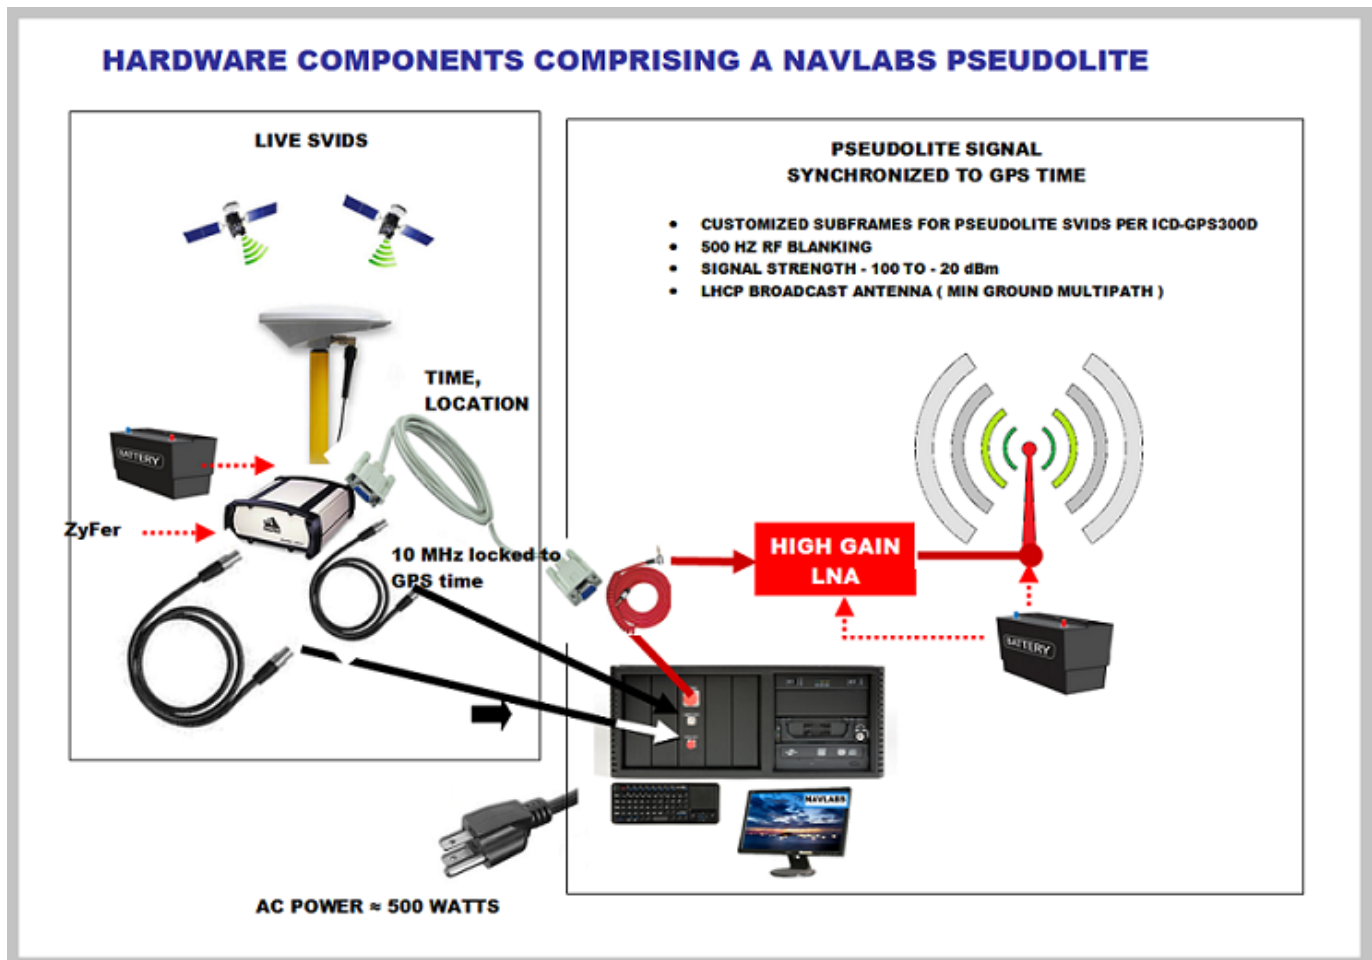 HARDWARE COMPONENTS COMPRISING A NAVLABS PSEUDOLITE
LIVE SVIDS
TIME,
LOCATION
BATTERY
ZyFer
10 MHz locked to
GPS time
AC POWER ≈ 500 WATTS
PSEUDOLITE SIGNAL
SYNCHRONIZED TO GPS TIME
• CUSTOMIZED SUBFRAMES FOR PSEUDOLITE SVIDS PER ICD-GPS300D
• 500 HZ RF BLANKING
• SIGNAL STRENGTH - 100 TO - 20 dBm
• LHCP BROADCAST ANTENNA ( MIN GROUND MULTIPATH )
HIGH GAIN
LNA
BATTERY
NAVLABS